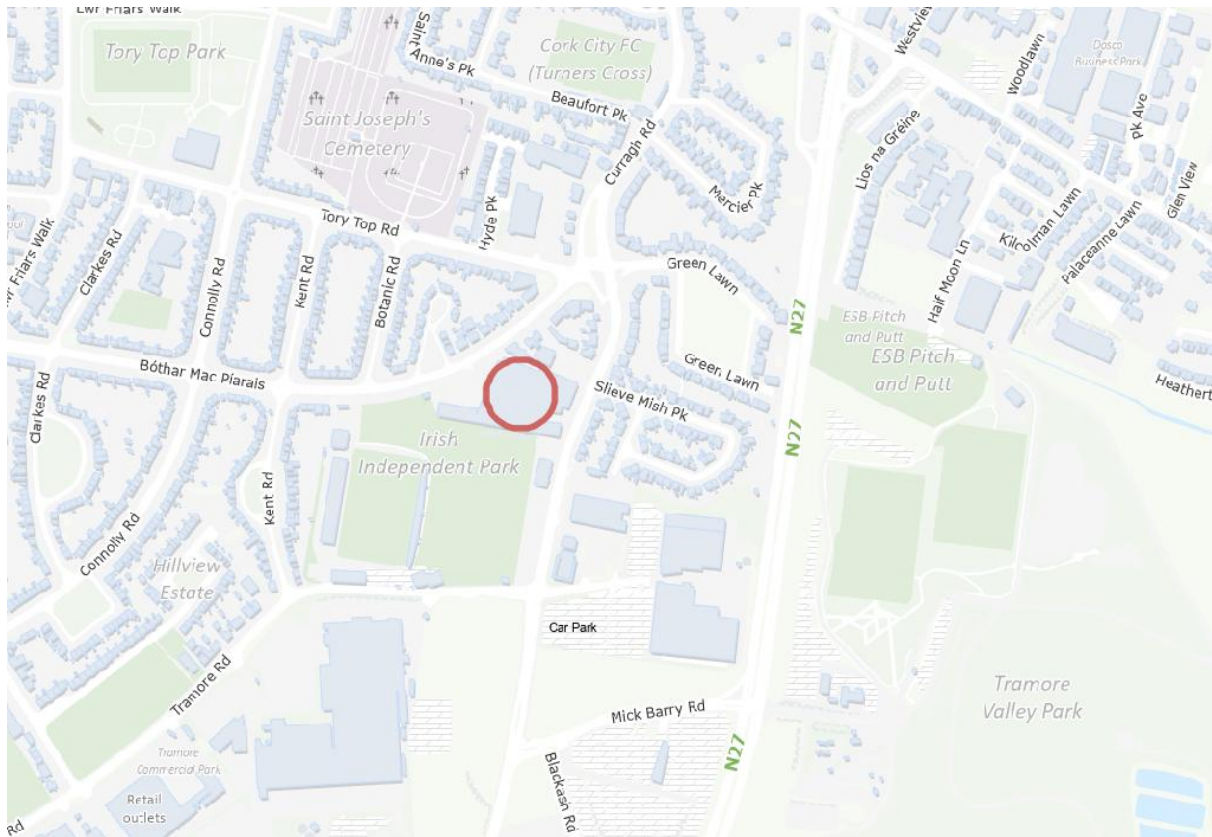 Lwr Friars Walk
Tory Top Park
Saint Anne's Pk
Cork City FC
(Turners Cross)
Westview
Woodlawn
Dosco
Business Park
Beaufort Pk
Saint Joseph's
Cemetery
Curragh Rd
Pk Ave
Lios na Gréine
Mercier Pk
Hyde Pk
Glen View
Kilcolman Lawn
Palaceanne Lawn
Tory Top Rd
Lwr Friars Walk
Clarkes Rd
Connolly Rd
Kent Rd
Botanic Rd
Green Lawn
Half Moon Ln
N27
ESB Pitch
and Putt
ESB Pitch
and Putt
Bóthar Mac Piarais
Green Lawn
Slieve Mish Pk
Clarkes Rd
Irish
Independent Park
N27
Kent Rd
Connolly Rd
Hillview
Estate
Car Park
Tramore Rd
Tramore
Valley Park
Mick Barry Rd
N27
Tramore
Commercial Park
Blackash Rd
Retail
outlets
Rd